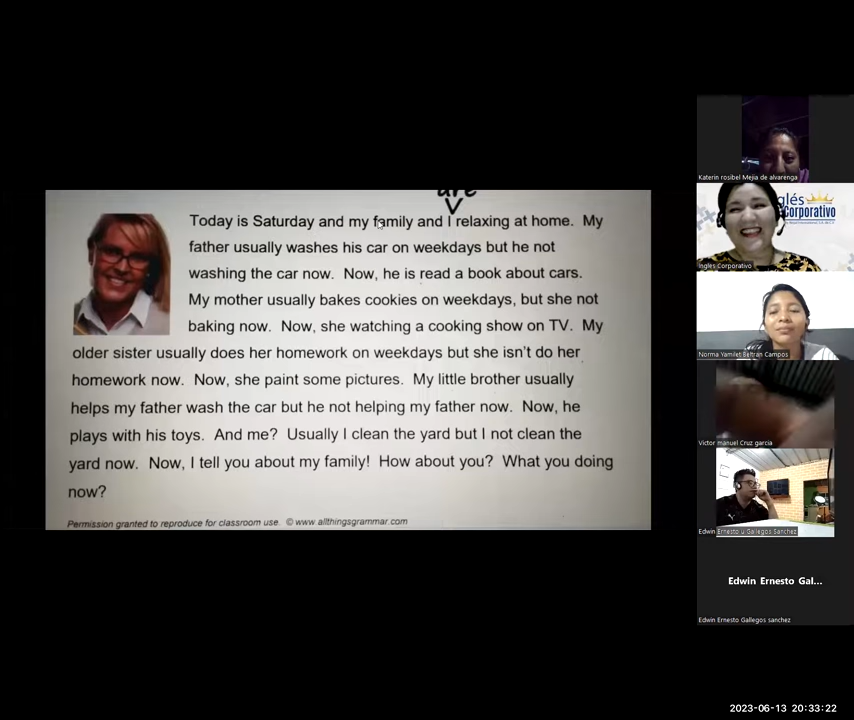 are
V
Today is Saturday and my family and I relaxing at home. My
father usually washes his car on weekdays but he not
washing the car now. Now, he is read a book about cars.
My mother usually bakes cookies on weekdays, but she not
baking now. Now, she watching a cooking show on TV. My
older sister usually does her homework on weekdays but she isn't do her
homework now. Now, she paint some pictures. My little brother usually
helps my father wash the car but he not helping my father now. Now, he
plays with his toys. And me? Usually I clean the yard but I not clean the
yard now. Now, I tell you about my family! How about you? What you doing
now?
Permission granted to reproduce for classroom use. © www.allthingsgrammar.com
Katerin rosibel Mejia de alvarenga
Inglés
Corporativo
Inglés Corporativo
Norma Yamilet Beltran Campos
Victor manuel Cruz garcia
Edwin Ernesto u Gallegos Sanchez
Edwin Ernesto Gal...
Edwin Ernesto Gallegos sanchez
2023-06-13 20:33:22